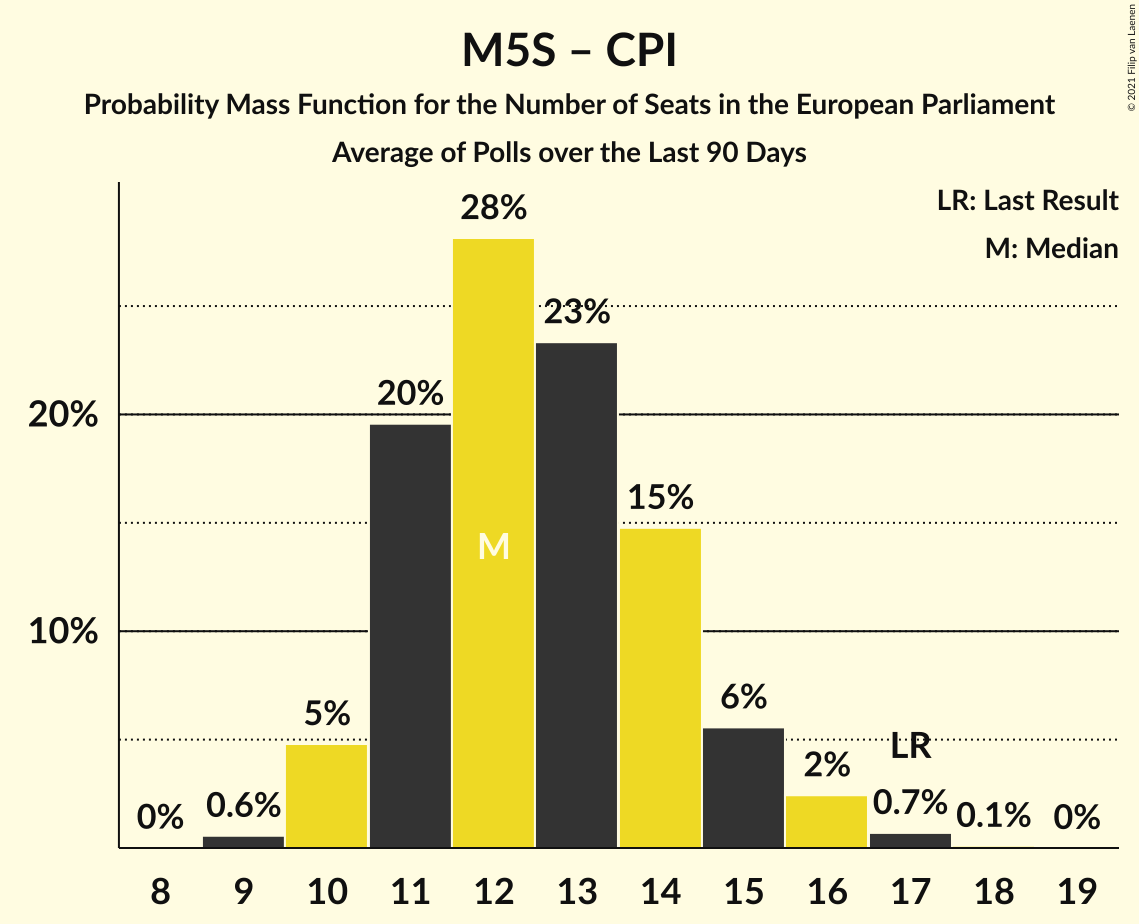 © 2021 Filip van Laenen
M5S – CPI
Probability Mass Function for the Number of Seats in the European Parliament
Average of Polls over the Last 90 Days
LR: Last Result
M: Median
28%
23%
20%
20%
15%
M
10%
6%
5%
LR
2%
0.7%
0.6%
0%
0.1%
0%
8 9 10 11 12 13 14 15 16 17 18 19